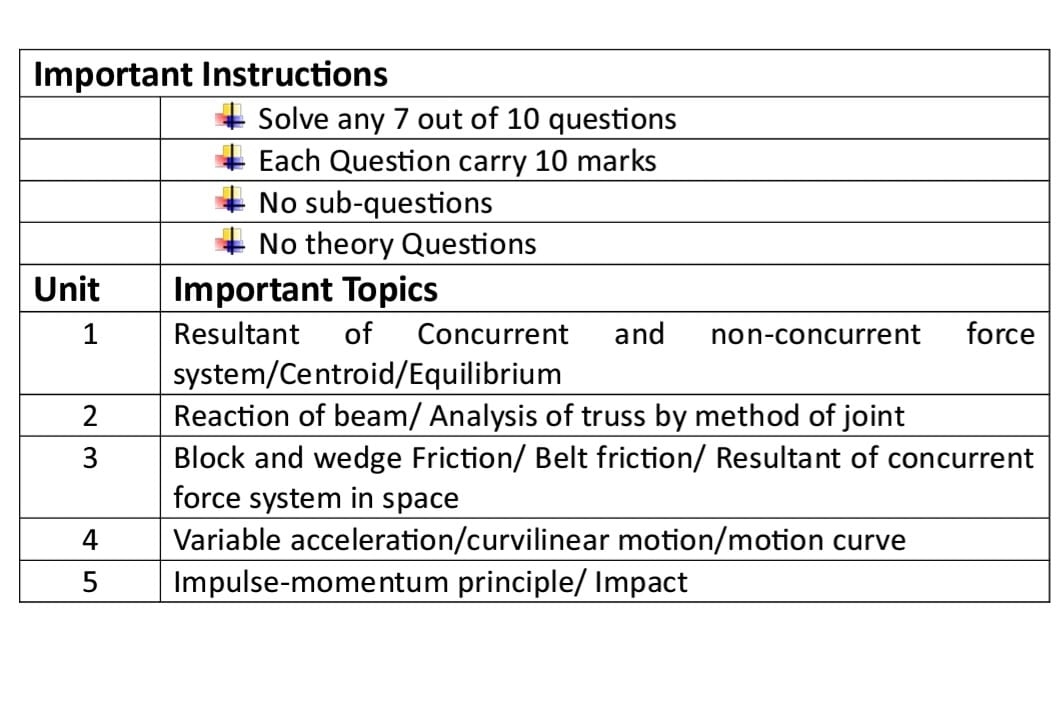 Important Instructions
Solve any 7 out of 10 questions
Each Question carry 10 marks
No sub-questions
No theory Questions
Unit Important Topics
1 Resultant of Concurrent and non-concurrent force
system/Centroid/Equilibrium
2 Reaction of beam/ Analysis of truss by method of joint
3 Block and wedge Friction/ Belt friction/ Resultant of concurrent
force system in space
4 Variable acceleration/curvilinear motion/motion curve
5 Impulse-momentum principle/ Impact